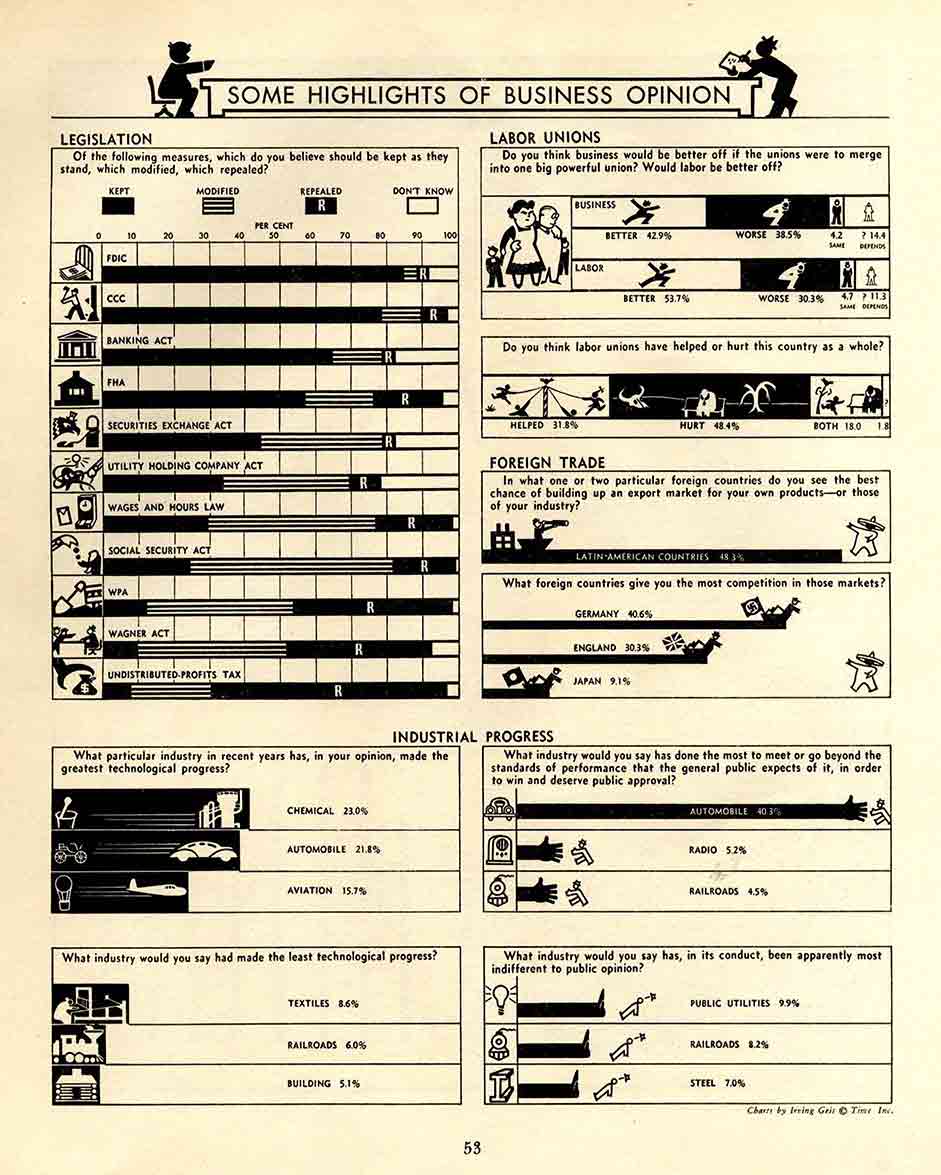 SOME HIGHLIGHTS OF BUSINESS OPINION
LEGISLATION
Of the following measures, which do you believe should be kept as they
stand, which modified, which repealed?
KEPT MODIFIED REPEALED DON'T KNOW
R
PER CENT
0 10 20 30 40 50 60 70 80 90 100
FDIC
R
CCC
R
BANKING ACT
R
FHA
R
SECURITIES EXCHANGE ACT
R
UTILITY HOLDING COMPANY ACT
R
WAGES AND HOURS LAW
R
SOCIAL SECURITY ACT
R
WPA
R
WAGNER ACT
R
UNDISTRIBUTED-PROFITS TAX
$
R
LABOR UNIONS
Do you think business would be better off if the unions were to merge
into one big powerful union? Would labor be better off?
BUSINESS
BETTER 42.9% WORSE 38.5% 4.2 ? 14.4
SAME DEPENDS
LABOR
BETTER 53.7% WORSE 30.3% 4.7 ? 11.3
SAME DEPENDS
Do you think labor unions have helped or hurt this country as a whole?
?
HELPED 31.8% HURT 48.4% BOTH 18.0 1.8
FOREIGN TRADE
In what one or two particular foreign countries do you see the best
chance of building up an export market for your own products—or those
of your industry?
LATIN-AMERICAN COUNTRIES 48.3%
What foreign countries give you the most competition in those markets?
GERMANY 40.6%
ENGLAND 30.3%
JAPAN 9.1%
INDUSTRIAL PROGRESS
What particular industry in recent years has, in your opinion, made the
greatest technological progress?
CHEMICAL 23.0%
AUTOMOBILE 21.8%
AVIATION 15.7%
What industry would you say has done the most to meet or go beyond the
standards of performance that the general public expects of it, in order
to win and deserve public approval?
AUTOMOBILE 40.3%
RADIO 5.2%
RAILROADS 4.5%
What industry would you say had made the least technological progress?
TEXTILES 8.6%
RAILROADS 6.0%
BUILDING 5.1%
What industry would you say has, in its conduct, been apparently most
indifferent to public opinion?
PUBLIC UTILITIES 9.9%
RAILROADS 8.2%
STEEL 7.0%
Charts by Irving Geis © Time Inc.
53